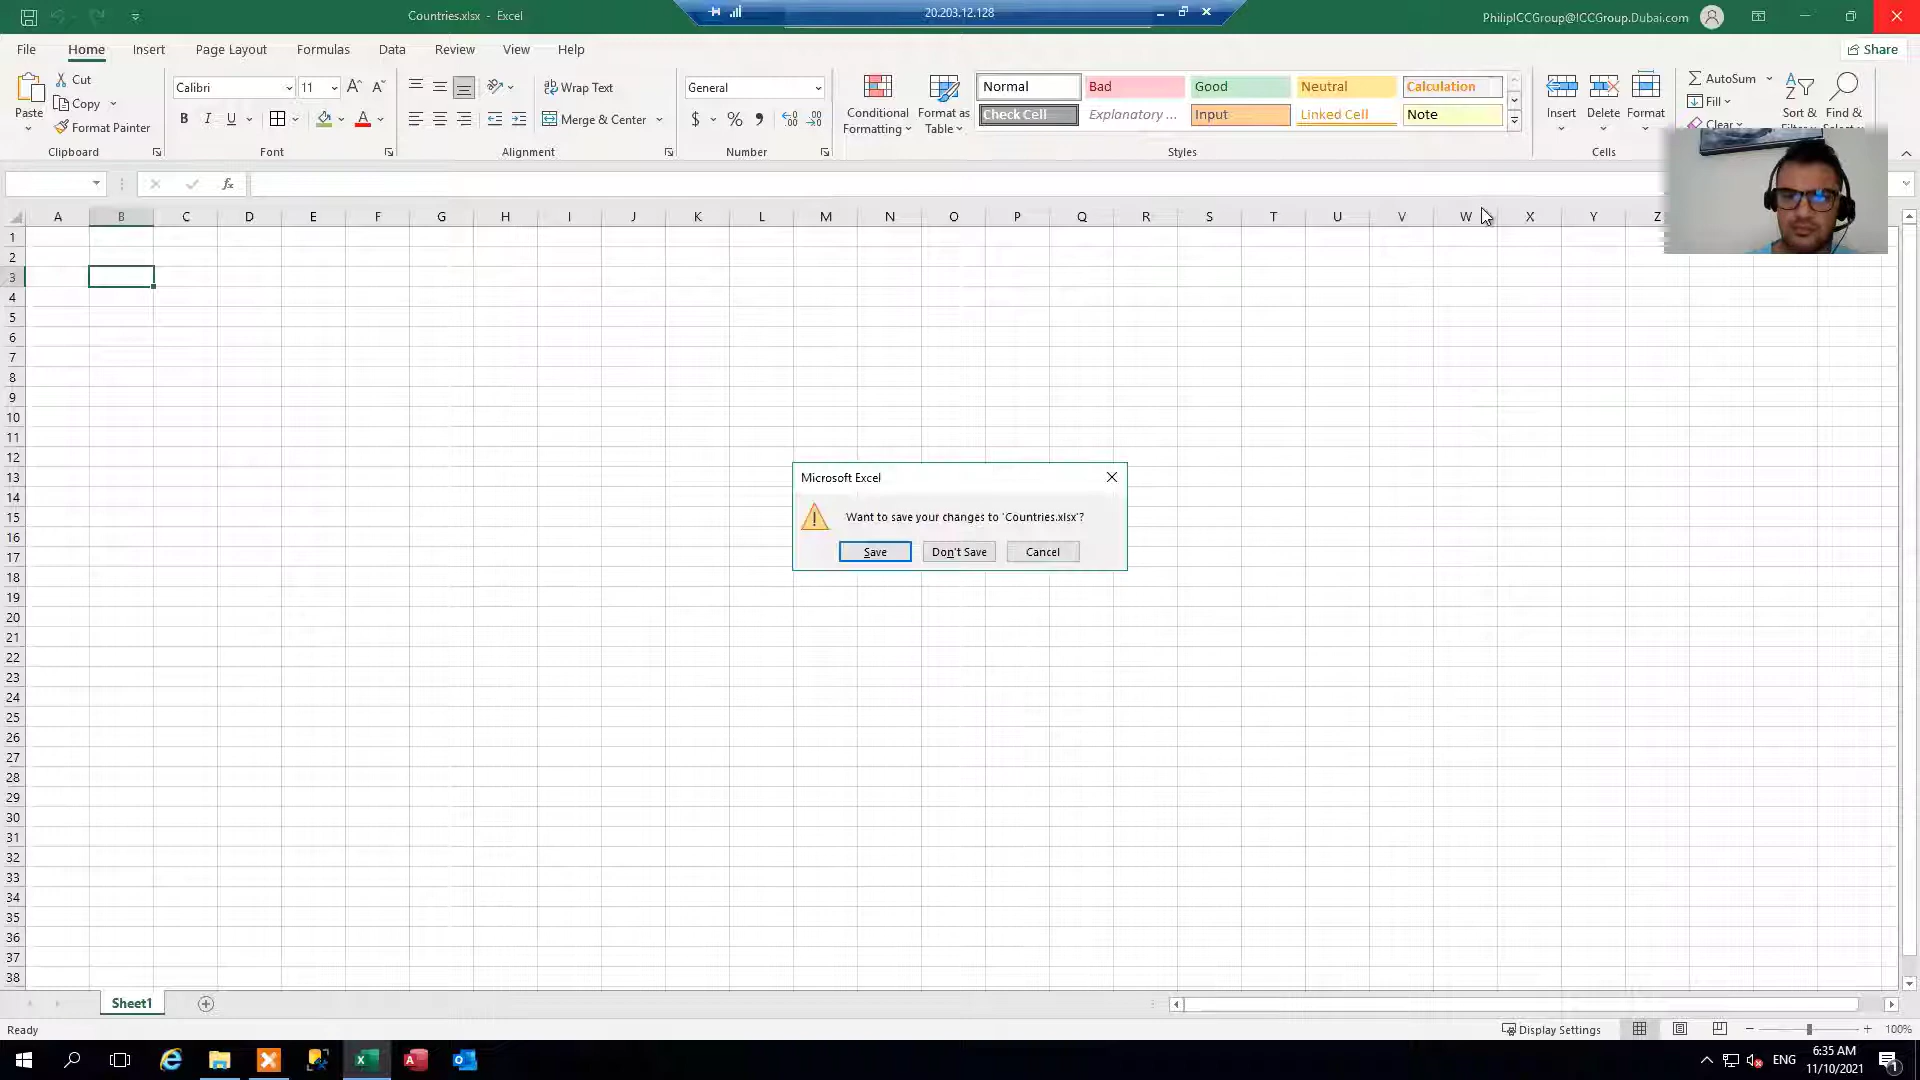 Countries.xlsx - Excel
20.203.12.128
PhilipICCGroup@ICCGroup.Dubai.com
File Home Insert Page Layout Formulas Data Review View Help
Share
Paste
Cut
Copy
Format Painter
Clipboard
Calibri 11
B I U
Font
Wrap Text
Merge & Center
Alignment
General
$ % ,
Number
Conditional Formatting
Format as Table
Normal Bad Good Neutral Calculation
Check Cell Explanatory ... Input Linked Cell Note
Styles
Insert Delete Format
Cells
AutoSum
Fill
Clear
Sort &
Find &
fx
A B C D E F G H I J K L M N O P Q R S T U V W X Y Z
1
2
3
4
5
6
7
8
9
10
11
12
13
14
15
16
17
18
19
20
21
22
23
24
25
26
27
28
29
30
31
32
33
34
35
36
37
38
Microsoft Excel
Want to save your changes to 'Countries.xlsx'?
Save Don't Save Cancel
Sheet1
Ready
Display Settings
100%
ENG
6:35 AM
11/10/2021
1